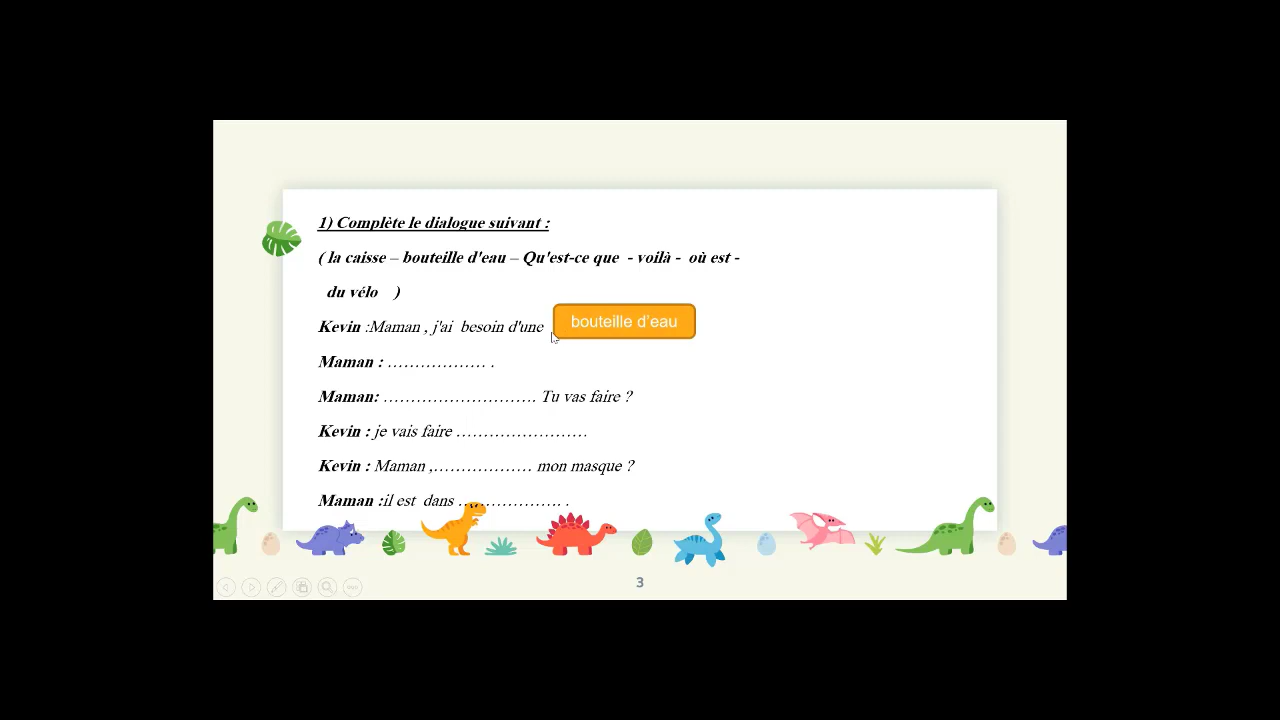 1) Complète le dialogue suivant :
( la caisse – bouteille d'eau – Qu'est-ce que - voilà - où est -
du vélo )
Kevin :Maman , j'ai besoin d'une bouteille d'eau
Maman : ……………… .
Maman: ………………………. Tu vas faire ?
Kevin : je vais faire ……………………
Kevin : Maman ,……………… mon masque ?
Maman :il est dans ………………. .
3